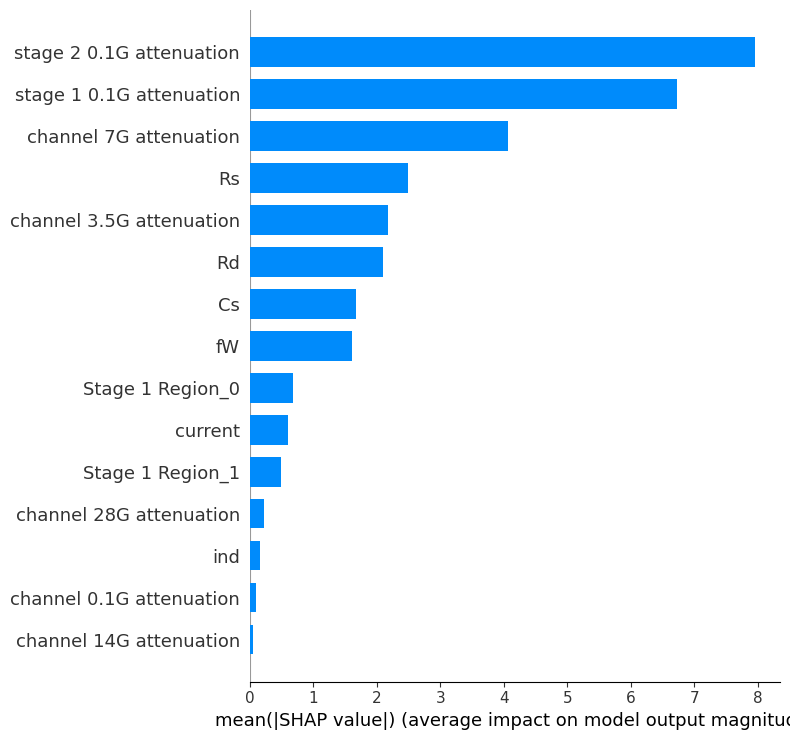 stage 2 0.1G attenuation
stage 1 0.1G attenuation
channel 7G attenuation
Rs
channel 3.5G attenuation
Rd
Cs
fW
Stage 1 Region_0
current
Stage 1 Region_1
channel 28G attenuation
ind
channel 0.1G attenuation
channel 14G attenuation
0 1 2 3 4 5 6 7 8
mean(|SHAP value|) (average impact on model output magnitud